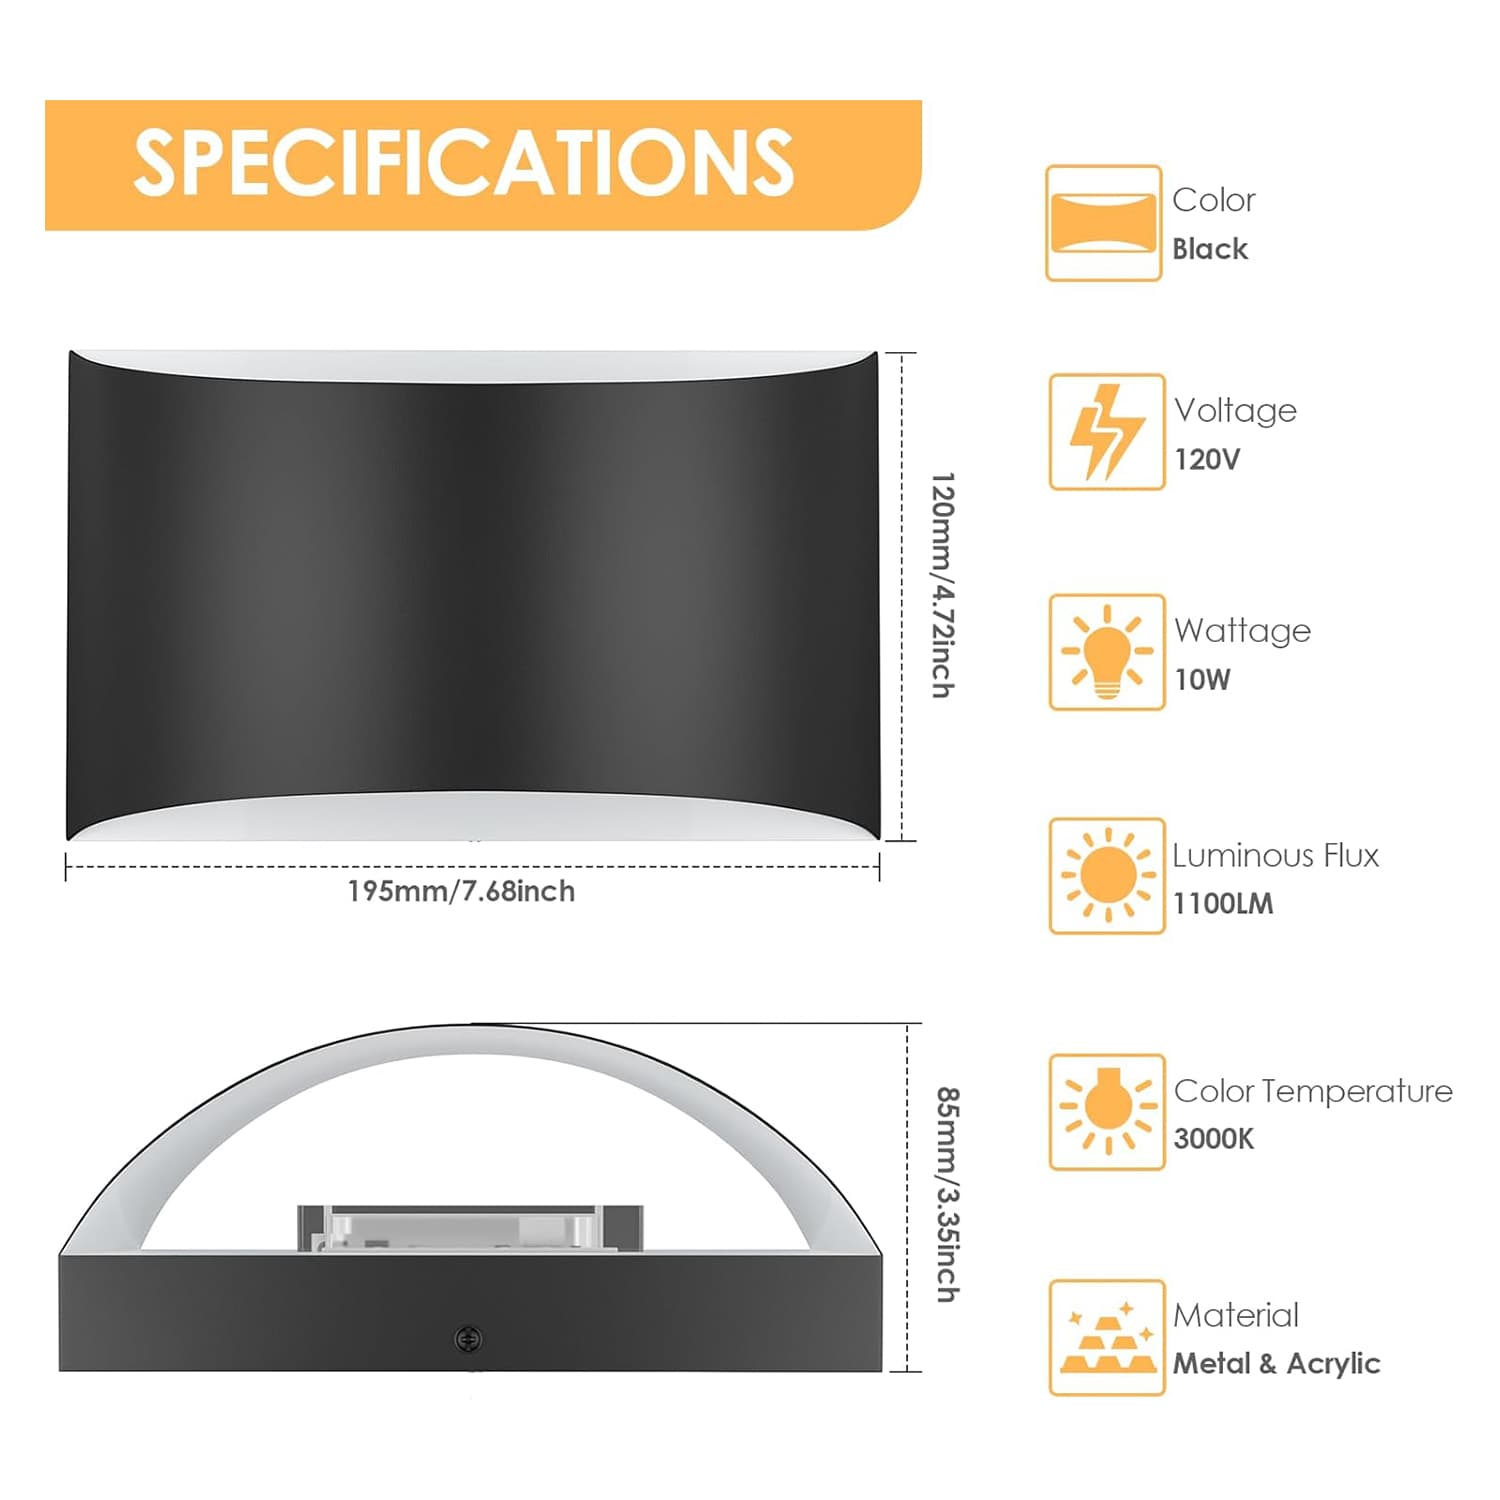 SPECIFICATIONS
Color
Black
Voltage
120V
120mm/4.72inch
Wattage
10W
Luminous Flux
1100LM
195mm/7.68inch
Color Temperature
3000K
85mm/3.35inch
Material
Metal & Acrylic